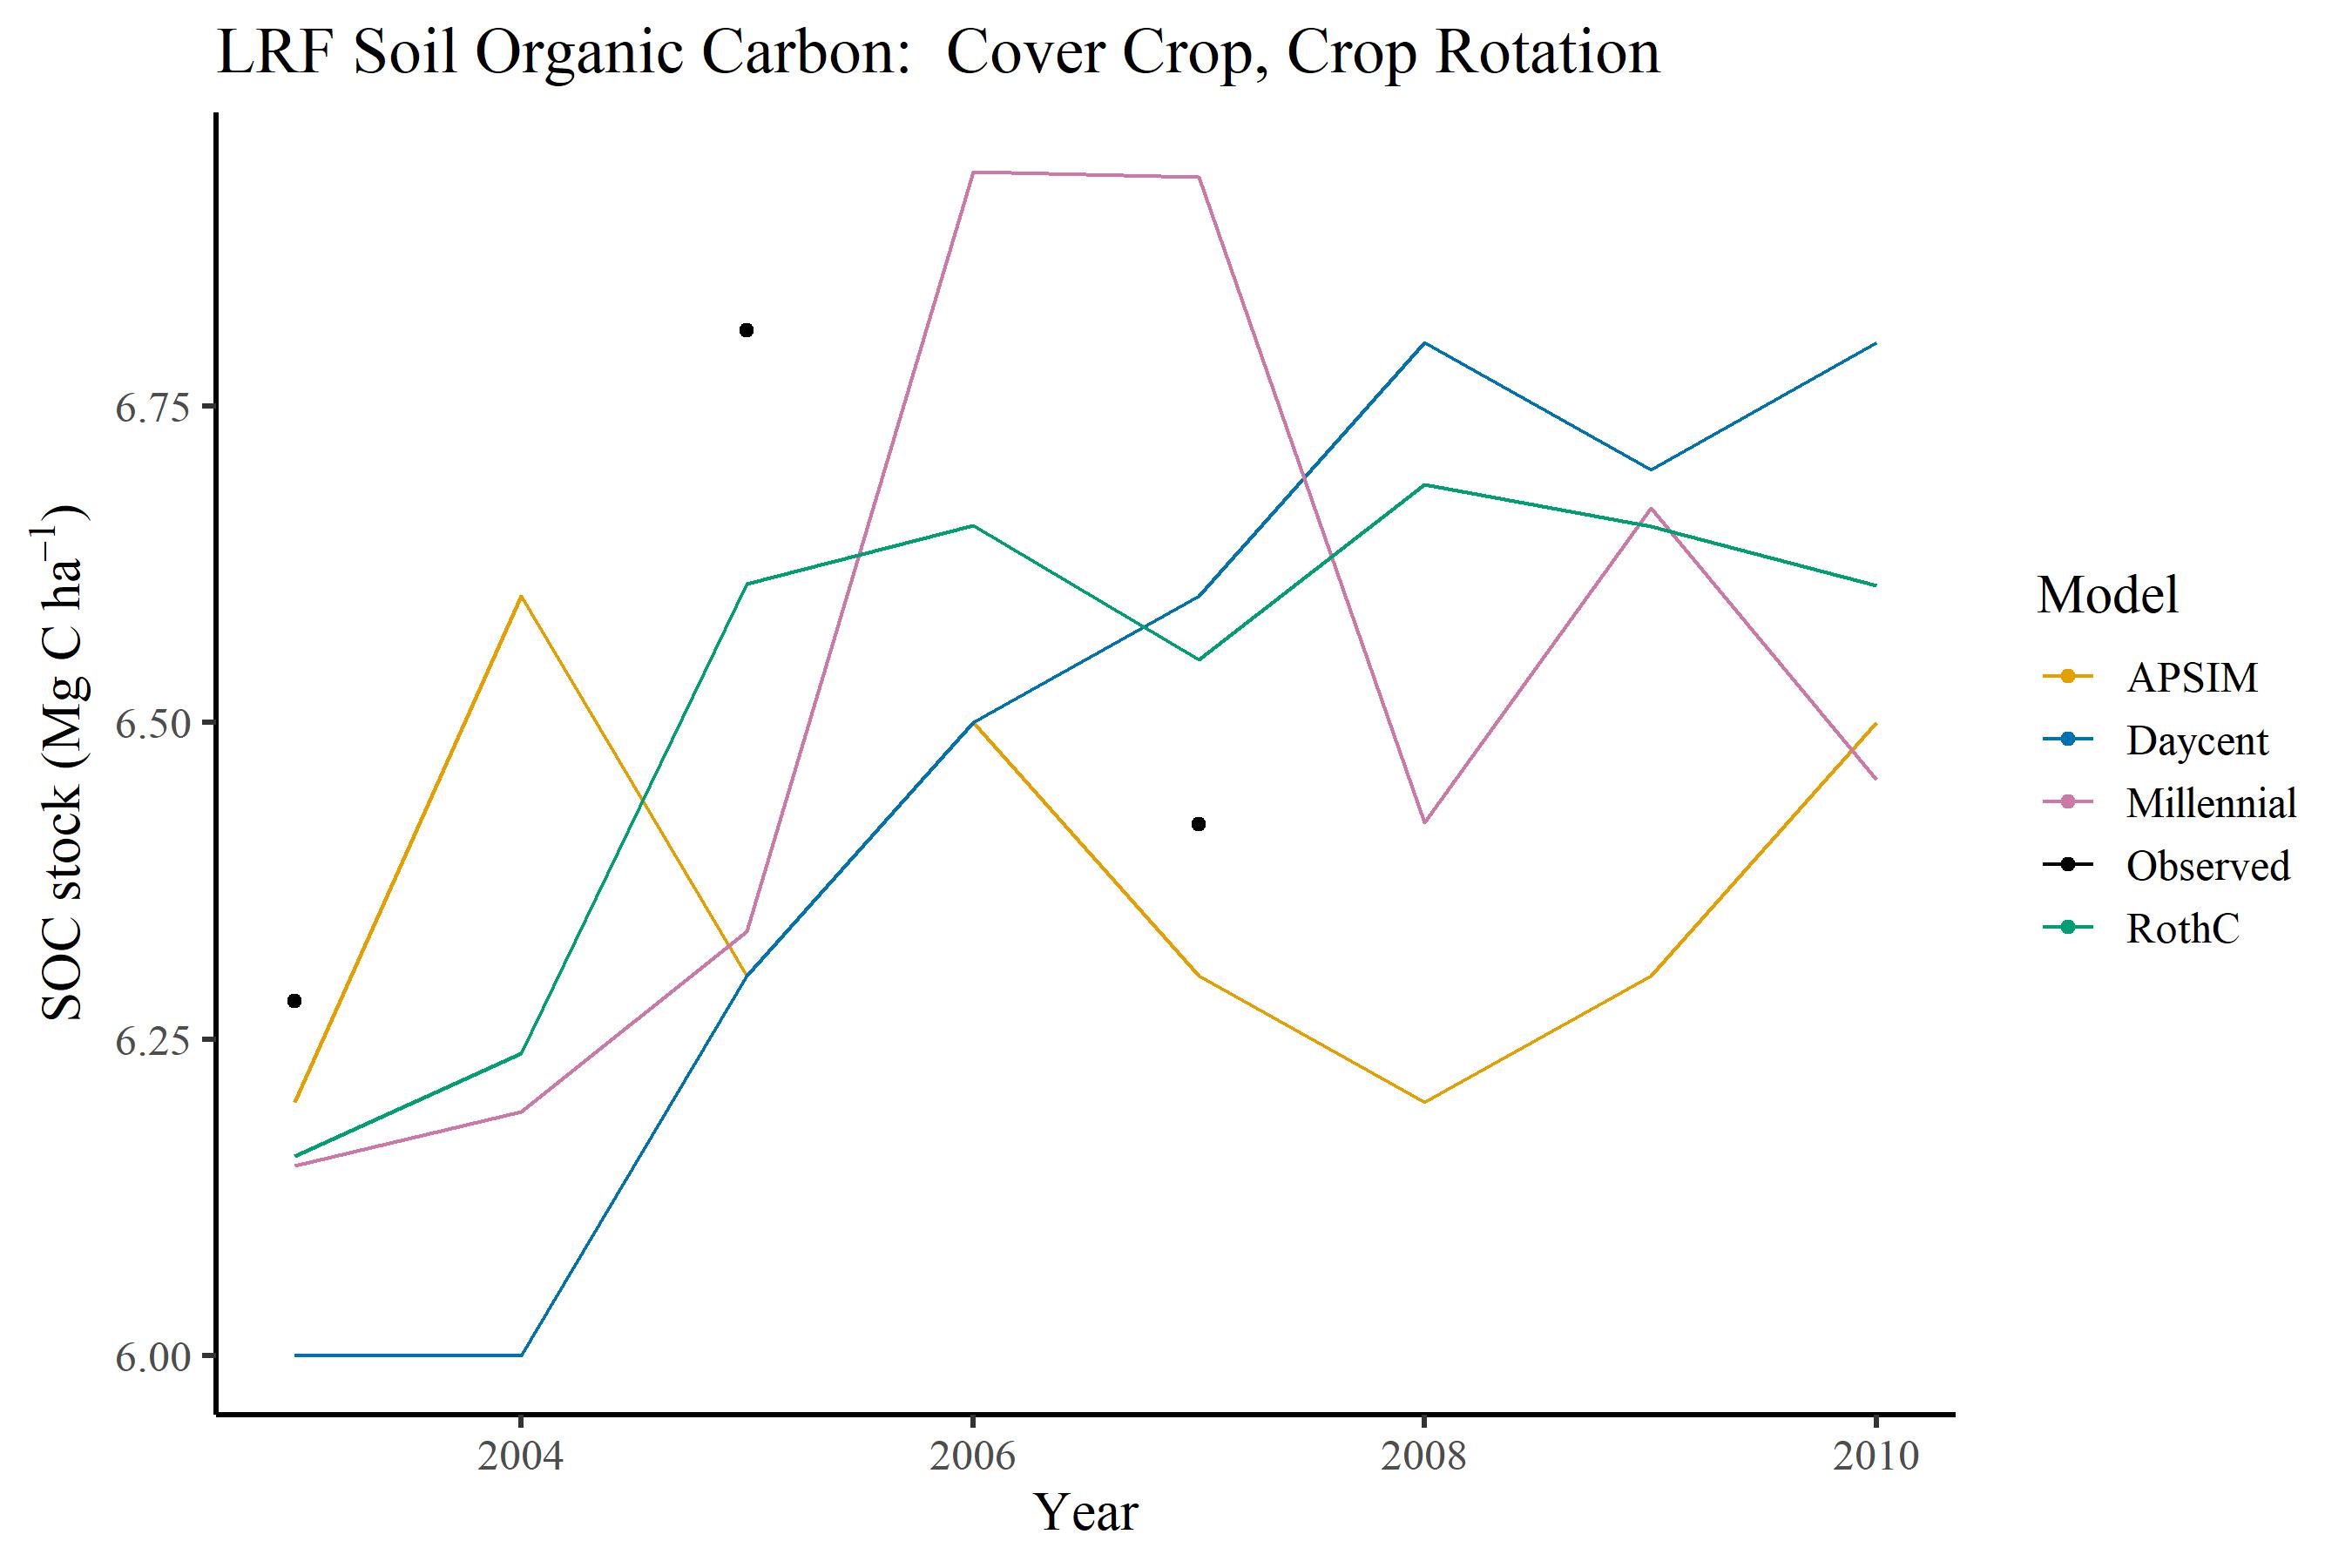 LRF Soil Organic Carbon:  Cover Crop, Crop Rotation
SOC stock (Mg C ha⁻¹)
6.75
6.50
6.25
6.00
2004 2006 2008 2010
Year
Model
APSIM
Daycent
Millennial
Observed
RothC